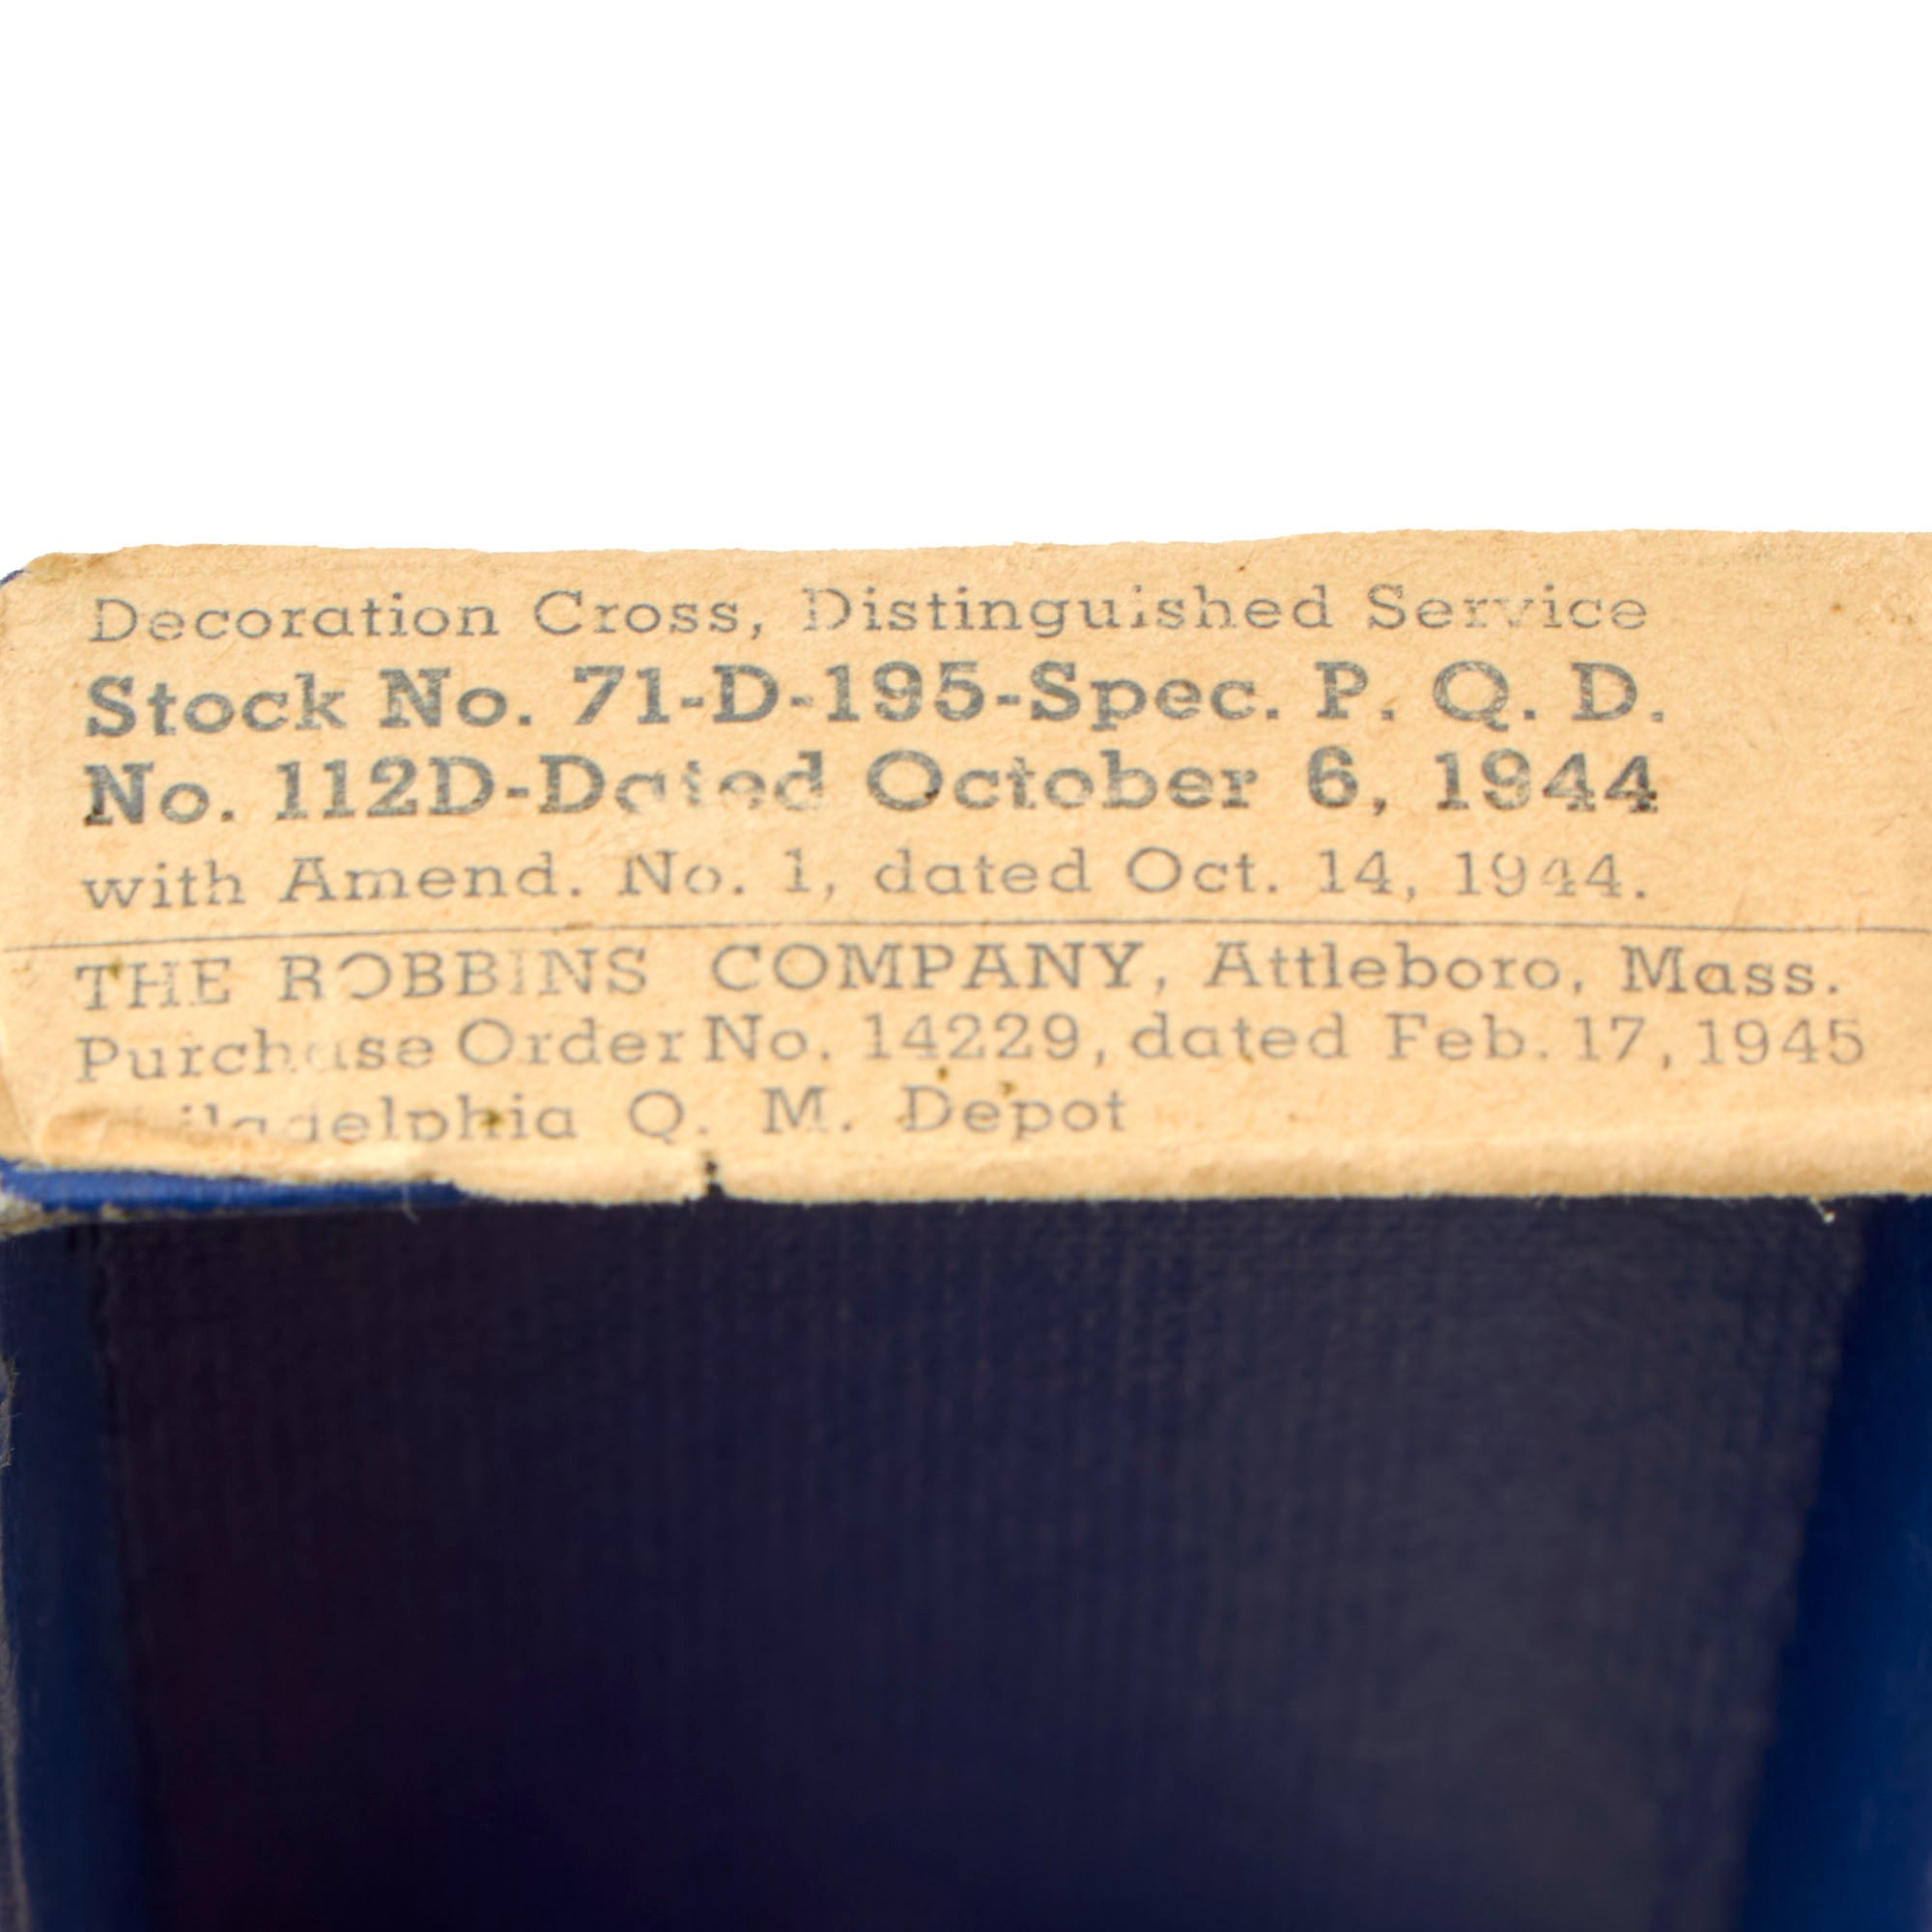 Decoration Cross, Distinguished Service
Stock No. 71-D-195-Spec. P. Q. D.
No. 112D-Dated October 6, 1944
with Amend. No. 1, dated Oct. 14, 1944.
THE ROBBINS COMPANY, Attleboro, Mass.
Purchase Order No. 14229, dated Feb. 17, 1945
Philadelphia Q. M. Depot